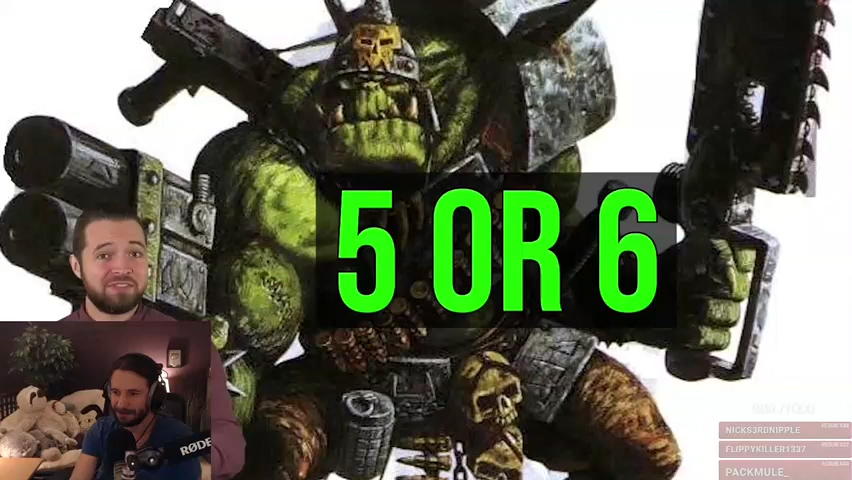 5 OR 6
RØDE
NICKS3RDNIPPLE
FLIPPYKILLER1337
PACKMULE_